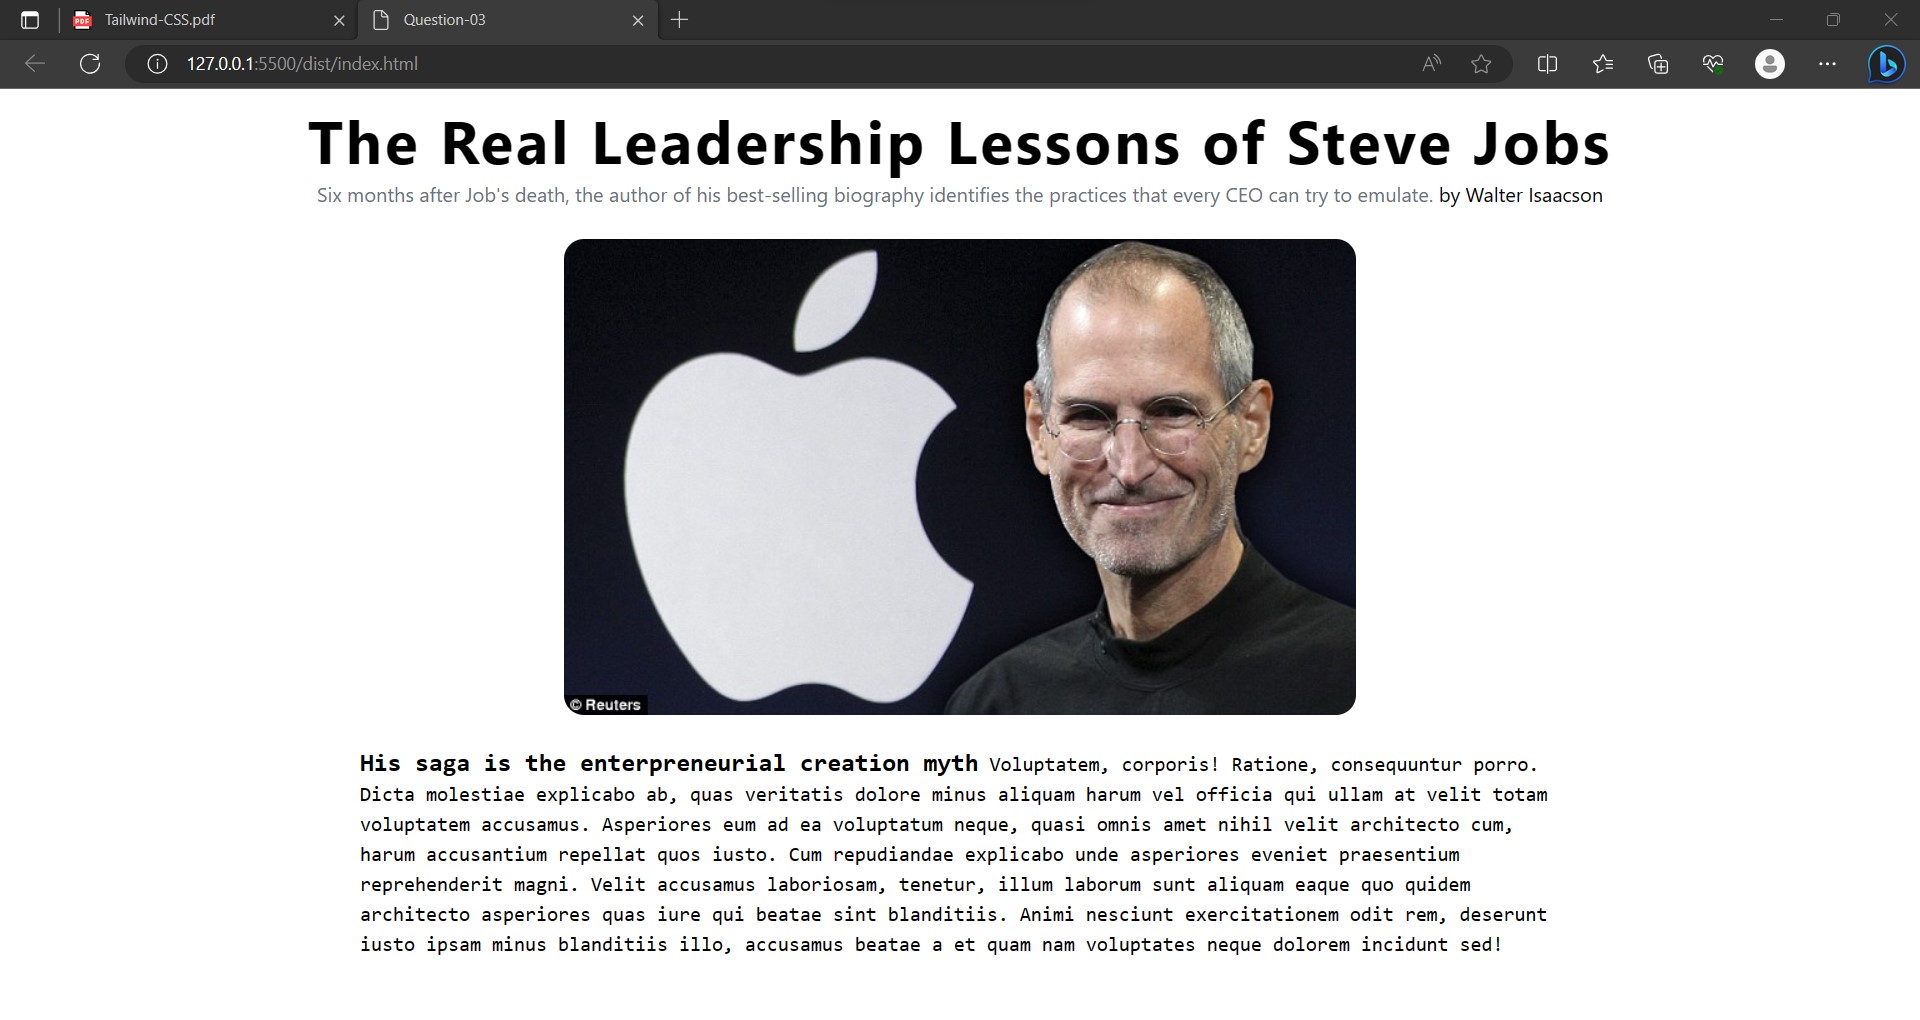 Tailwind-CSS.pdf
Question-03
127.0.0.1:5500/dist/index.html
The Real Leadership Lessons of Steve Jobs
Six months after Job's death, the author of his best-selling biography identifies the practices that every CEO can try to emulate. by Walter Isaacson
© Reuters
His saga is the enterpreneurial creation myth Voluptatem, corporis! Ratione, consequuntur porro.
Dicta molestiae explicabo ab, quas veritatis dolore minus aliquam harum vel officia qui ullam at velit totam
voluptatem accusamus. Asperiores eum ad ea voluptatum neque, quasi omnis amet nihil velit architecto cum,
harum accusantium repellat quos iusto. Cum repudiandae explicabo unde asperiores eveniet praesentium
reprehenderit magni. Velit accusamus laboriosam, tenetur, illum laborum sunt aliquam eaque quo quidem
architecto asperiores quas iure qui beatae sint blanditiis. Animi nesciunt exercitationem odit rem, deserunt
iusto ipsam minus blanditiis illo, accusamus beatae a et quam nam voluptates neque dolorem incidunt sed!